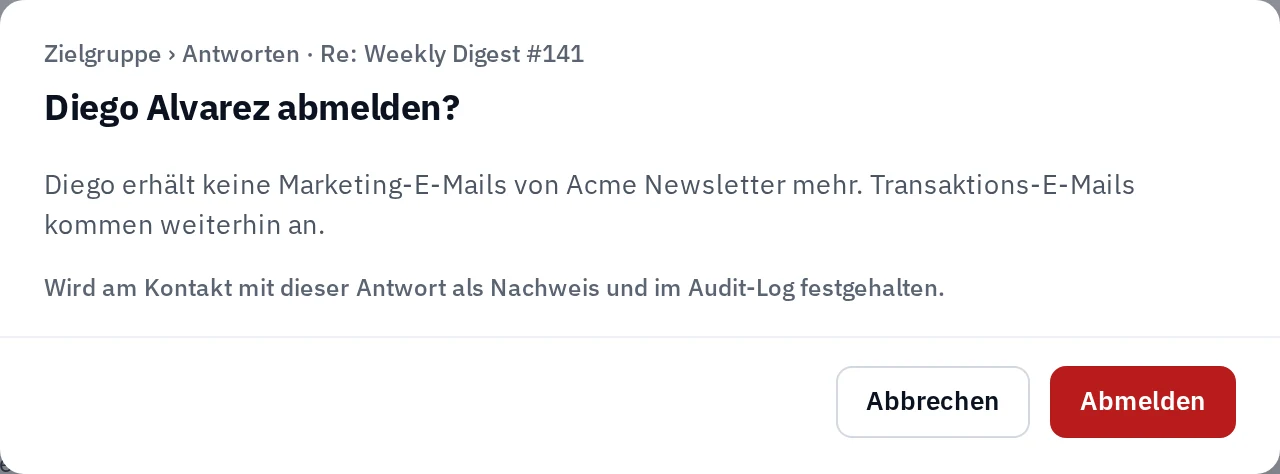 Zielgruppe › Antworten · Re: Weekly Digest #141
Diego Alvarez abmelden?
Diego erhält keine Marketing-E-Mails von Acme Newsletter mehr. Transaktions-E-Mails
kommen weiterhin an.
Wird am Kontakt mit dieser Antwort als Nachweis und im Audit-Log festgehalten.
Abbrechen
Abmelden